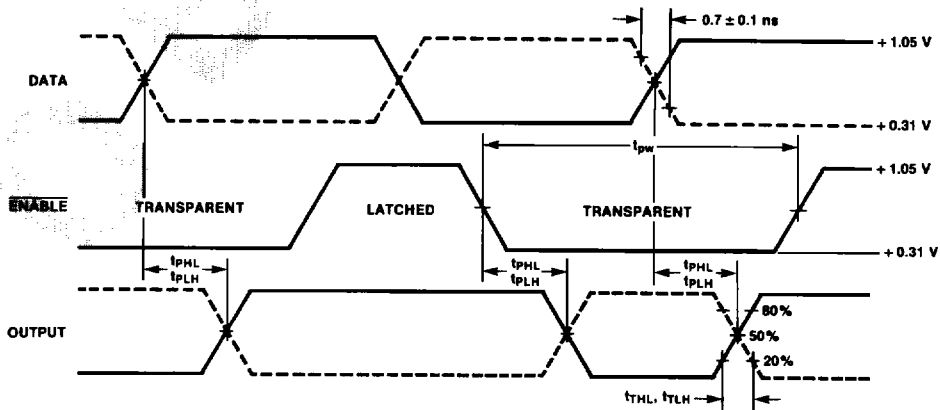 0.7 ± 0.1 ns
+ 1.05 V
DATA
+ 0.31 V
tpw
+ 1.05 V
ENABLE
TRANSPARENT
LATCHED
TRANSPARENT
+ 0.31 V
tPHL
tPLH
tPHL
tPLH
tPHL
tPLH
OUTPUT
80%
50%
20%
tTHL, tTLH